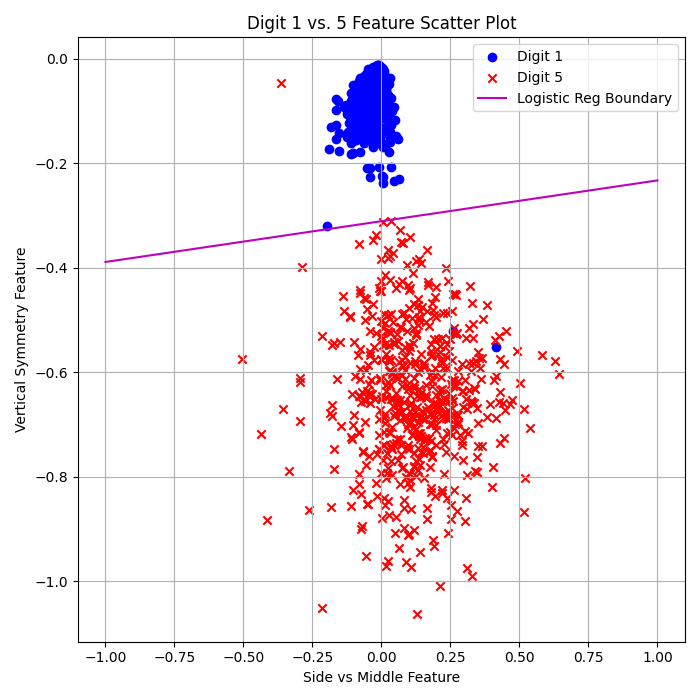 Digit 1 vs. 5 Feature Scatter Plot
Digit 1
Digit 5
Logistic Reg Boundary
0.0
−0.2
−0.4
−0.6
−0.8
−1.0
Vertical Symmetry Feature
−1.00 −0.75 −0.50 −0.25 0.00 0.25 0.50 0.75 1.00
Side vs Middle Feature